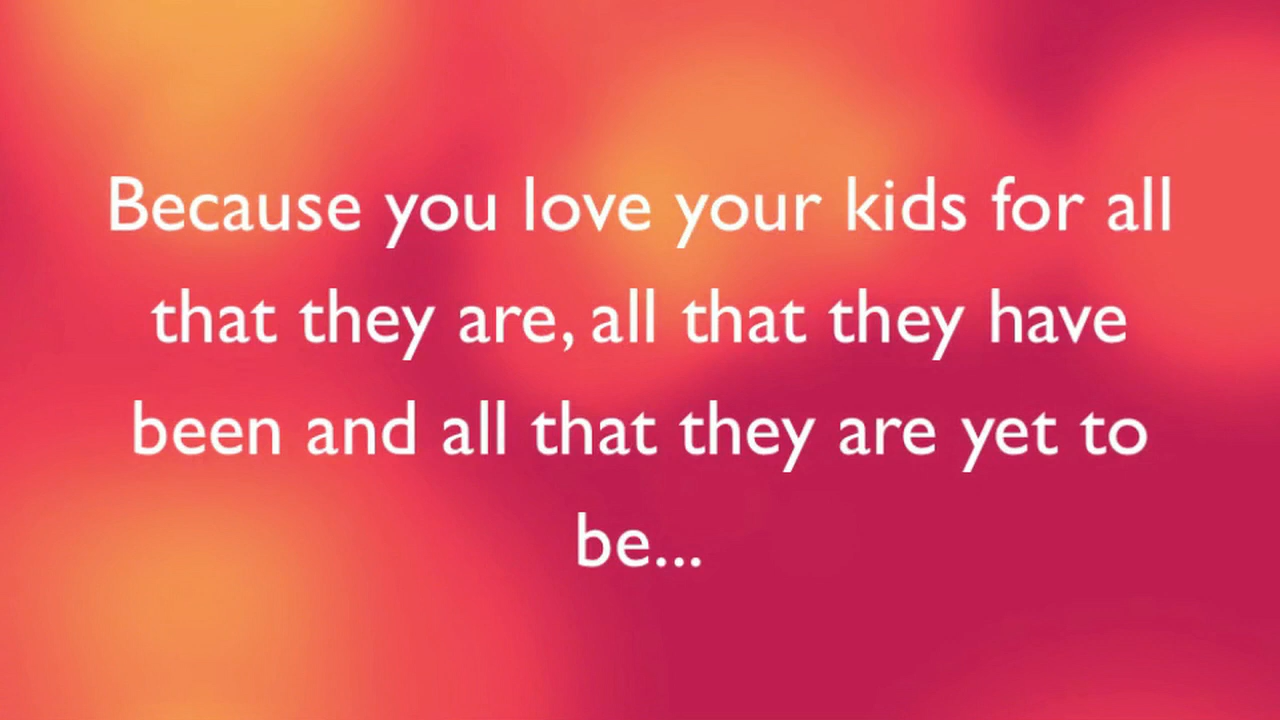 Because you love your kids for all
that they are, all that they have
been and all that they are yet to
be...